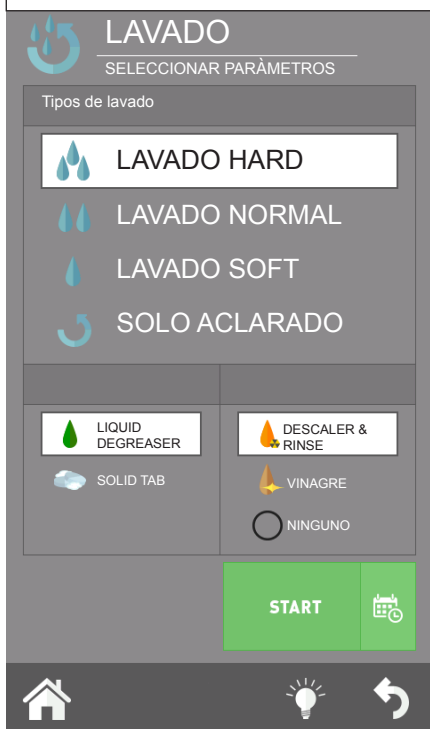 LAVADO
SELECCIONAR PARÀMETROS
Tipos de lavado
LAVADO HARD
LAVADO NORMAL
LAVADO SOFT
SOLO ACLARADO
LIQUID
DEGREASER
SOLID TAB
DESCALER &
RINSE
VINAGRE
NINGUNO
START